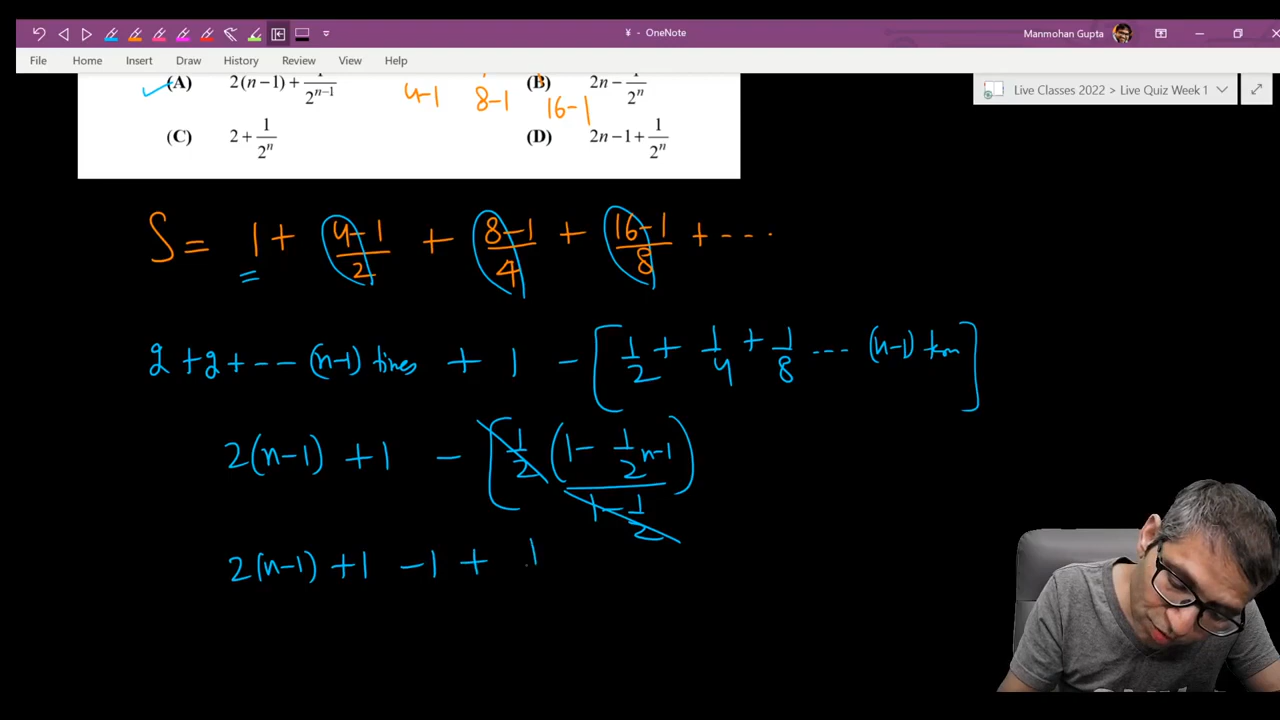 ¥ - OneNote
Manmohan Gupta
File Home Insert Draw History Review View Help
Live Classes 2022 > Live Quiz Week 1
(A) 2(n−1) + 1/2^{n−1} (B) 2n − 1/2^n
4-1 8-1 16-1
(C) 2 + 1/2^n (D) 2n − 1 + 1/2^n
S = 1 + (4-1)/2 + (8-1)/4 + (16-1)/8 + ----
2 + 2 + --- (n-1) times + 1 - [1/2 + 1/4 + 1/8 --- (n-1) term]
2(n-1) + 1 - [1/2 (1 - 1/2^{n-1})/(1 - 1/2)
2(n-1) + 1 - 1 + 1